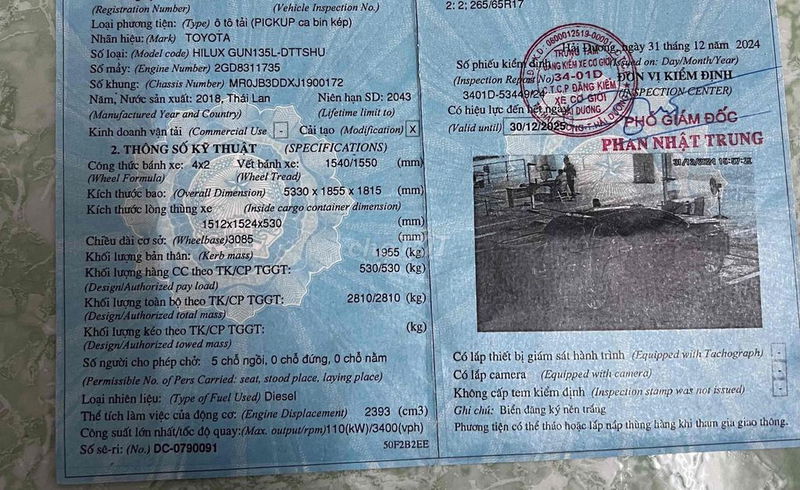 (Registration Number) (Vehicle Inspection No.)
Loại phương tiện: (Type) ô tô tải (PICKUP ca bin kép)
Nhãn hiệu: (Mark) TOYOTA
Số loại: (Model code) HILUX GUN135L-DTTSHU
Số máy: (Engine Number) 2GD8311735
Số khung: (Chassis Number) MR0JB3DDXJ1900172
Năm, Nước sản xuất: 2018, Thái Lan Niên hạn SD: 2043
(Manufactured Year and Country) (Lifetime limit to)
Kinh doanh vận tải (Commercial Use - Cải tạo (Modification) X
2. THÔNG SỐ KỸ THUẬT (SPECIFICATIONS)
Công thức bánh xe: 4x2 Vết bánh xe: 1540/1550 (mm)
(Wheel Formula) (Wheel Tread)
Kích thước bao: (Overall Dimension) 5330 x 1855 x 1815 (mm)
Kích thước lòng thùng xe (Inside cargo container dimension)
1512x1524x530 (mm)
Chiều dài cơ sở: (Wheelbase) 3085 (mm)
Khối lượng bản thân: (Kerb mass) 1955 (kg)
Khối lượng hàng CC theo TK/CP TGGT: 530/530 (kg)
(Design/Authorized pay load)
Khối lượng toàn bộ theo TK/CP TGGT: 2810/2810 (kg)
(Design/Authorized total mass)
Khối lượng kéo theo TK/CP TGGT: (kg)
(Design/Authorized towed mass)
Số người cho phép chở: 5 chỗ ngồi, 0 chỗ đứng, 0 chỗ nằm
(Permissible No. of Pers Carried: seat, stood place, laying place)
Loại nhiên liệu: (Type of Fuel Used) Diesel
Thể tích làm việc của động cơ: (Engine Displacement) 2393 (cm3)
Công suất lớn nhất/tốc độ quay:(Max. output/rpm) 110(kW)/3400(vph)
Số sê-ri: (No.) DC-0790091 50F2B2EE
2: 2; 265/65R17
Hải Dương, ngày 31 tháng 12 năm 2024
Số phiếu kiểm định (Issued on: Day/Month/Year)
(Inspection Report No) ĐƠN VỊ KIỂM ĐỊNH
3401D-53449/24 (INSPECTION CENTER)
Có hiệu lực đến hết ngày
(Valid until) 30/12/2025
TRUNG TÂM
ĐĂNG KIỂM XE CƠ GIỚI
34-01D
C.T.C.P ĐĂNG KIỂM
XE CƠ GIỚI
HẢI DƯƠNG
PHÓ GIÁM ĐỐC
PHAN NHẬT TRUNG
31/12/2024
Có lắp thiết bị giám sát hành trình (Equipped with Tachograph) -
Có lắp camera (Equipped with camera) -
Không cấp tem kiểm định (Inspection stamp was not issued) -
Ghi chú: Biển đăng ký nền trắng
Phương tiện có thể tháo hoặc lắp nắp thùng hàng khi tham gia giao thông.